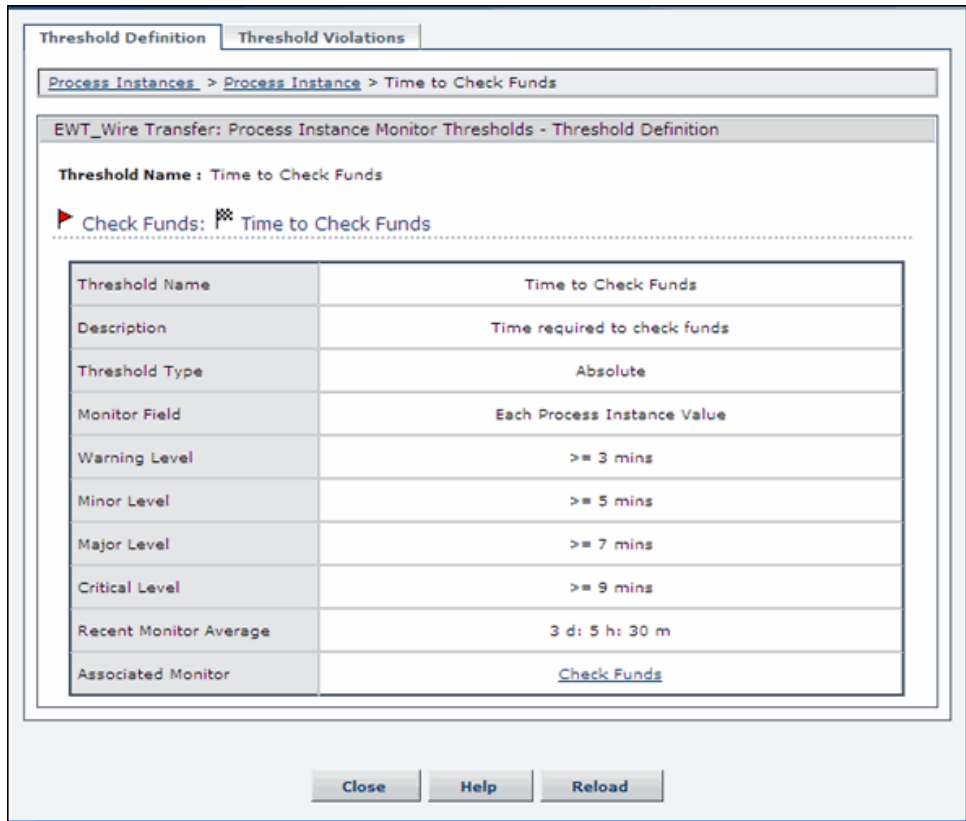 Threshold Definition Threshold Violations
Process Instances > Process Instance > Time to Check Funds
EWT_Wire Transfer: Process Instance Monitor Thresholds - Threshold Definition
Threshold Name : Time to Check Funds
Check Funds: Time to Check Funds
Threshold Name Time to Check Funds
Description Time required to check funds
Threshold Type Absolute
Monitor Field Each Process Instance Value
Warning Level >= 3 mins
Minor Level >= 5 mins
Major Level >= 7 mins
Critical Level >= 9 mins
Recent Monitor Average 3 d: 5 h: 30 m
Associated Monitor Check Funds
Close Help Reload